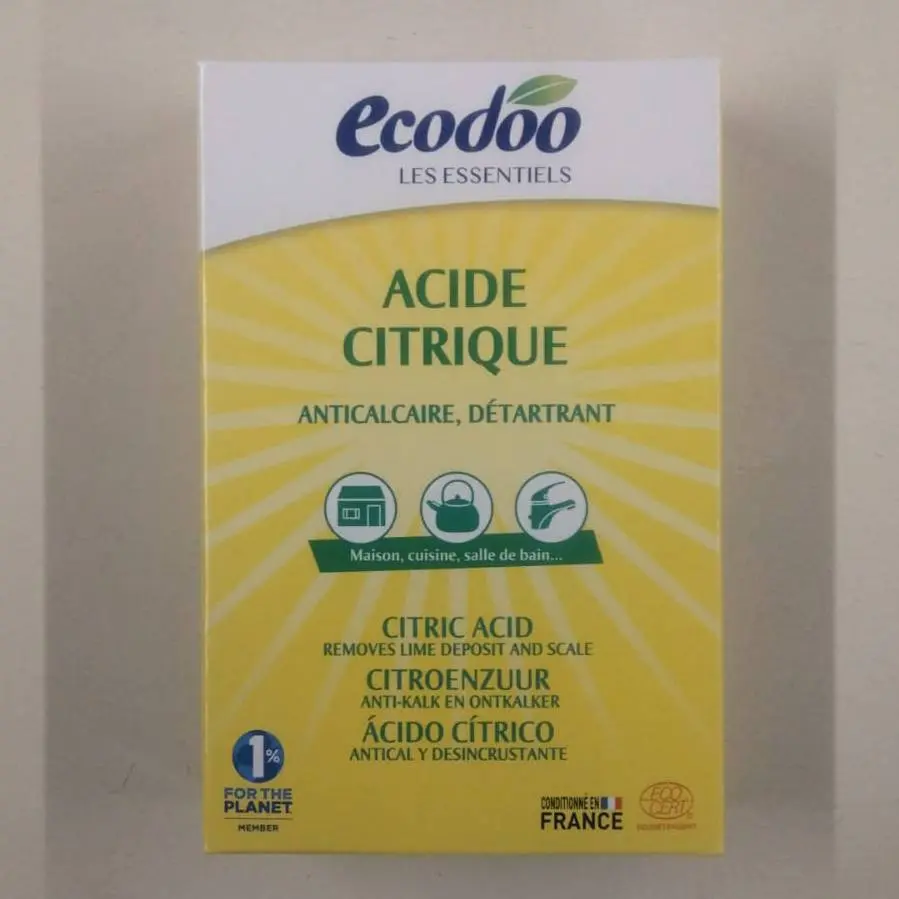 ecodoo
LES ESSENTIELS
ACIDE
CITRIQUE
ANTICALCAIRE, DÉTARTRANT
Maison, cuisine, salle de bain...
CITRIC ACID
REMOVES LIME DEPOSIT AND SCALE
CITROENZUUR
ANTI-KALK EN ONTKALKER
ÁCIDO CÍTRICO
ANTICAL Y DESINCRUSTANTE
1%
FOR THE
PLANET
MEMBER
CONDITIONNÉ EN
FRANCE
ECO
CERT